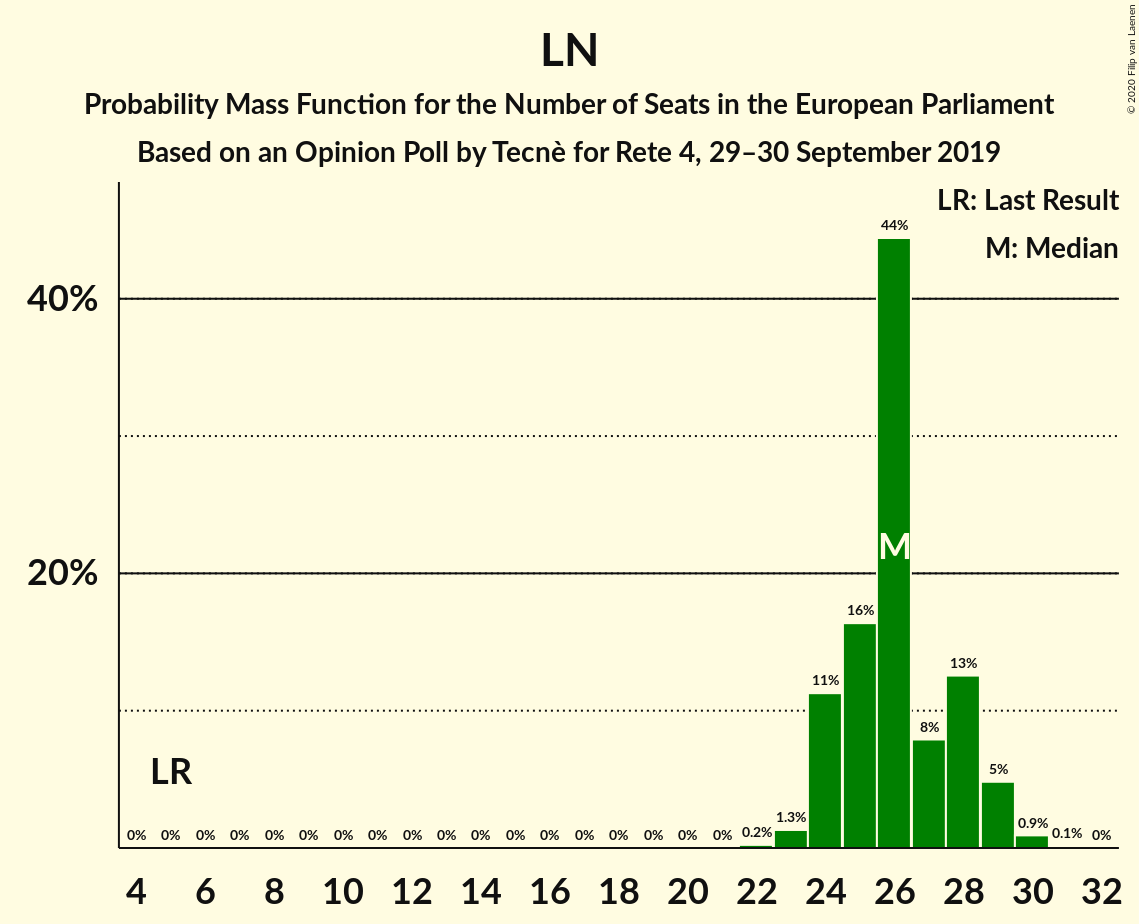 LN
Probability Mass Function for the Number of Seats in the European Parliament
Based on an Opinion Poll by Tecnè for Rete 4, 29–30 September 2019
© 2020 Filip van Laenen
LR: Last Result
M: Median
40%
20%
44%
M
16%
13%
11%
8%
5%
LR
0% 0% 0% 0% 0% 0% 0% 0% 0% 0% 0% 0% 0% 0% 0% 0% 0% 0% 0.2% 1.3% 0.9% 0.1% 0%
4 6 8 10 12 14 16 18 20 22 24 26 28 30 32